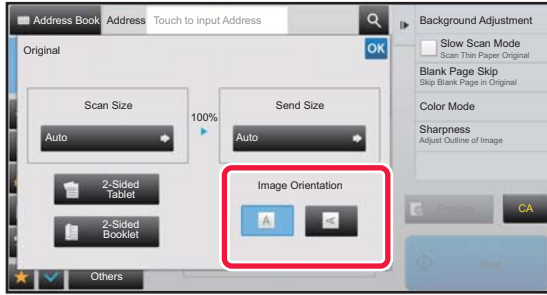 Address Book Address Touch to input Address
Original
OK
Scan Size
100%
Send Size
Auto
Auto
2-Sided
Tablet
2-Sided
Booklet
Image Orientation
A
A
Others
Background Adjustment
Slow Scan Mode
Scan Thin Paper Original
Blank Page Skip
Skip Blank Page in Original
Color Mode
Sharpness
Adjust Outline of Image
Preview
CA
Start